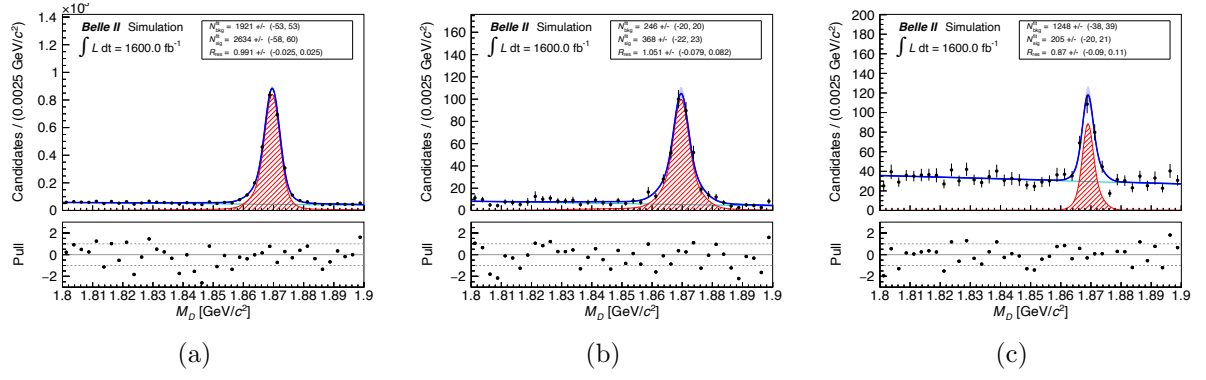 ×10³
Belle II Simulation
∫ L dt = 1600.0 fb⁻¹
N^fit_bkg = 1921 +/- (-53, 53)
N^fit_sig = 2634 +/- (-58, 60)
R_res = 0.991 +/- (-0.025, 0.025)
Candidates / (0.0025 GeV/c²)
1.4
1.2
1
0.8
0.6
0.4
0.2
0
Pull
2
0
−2
1.8 1.81 1.82 1.83 1.84 1.85 1.86 1.87 1.88 1.89 1.9
M_D [GeV/c²]
(a)
Belle II Simulation
∫ L dt = 1600.0 fb⁻¹
N^fit_bkg = 246 +/- (-20, 20)
N^fit_sig = 368 +/- (-22, 23)
R_res = 1.051 +/- (-0.079, 0.082)
Candidates / (0.0025 GeV/c²)
160
140
120
100
80
60
40
20
0
Pull
2
0
−2
1.8 1.81 1.82 1.83 1.84 1.85 1.86 1.87 1.88 1.89 1.9
M_D [GeV/c²]
(b)
Belle II Simulation
∫ L dt = 1600.0 fb⁻¹
N^fit_bkg = 1248 +/- (-38, 39)
N^fit_sig = 205 +/- (-20, 21)
R_res = 0.87 +/- (-0.09, 0.11)
Candidates / (0.0025 GeV/c²)
200
180
160
140
120
100
80
60
40
20
0
Pull
2
0
−2
1.8 1.81 1.82 1.83 1.84 1.85 1.86 1.87 1.88 1.89 1.9
M_D [GeV/c²]
(c)